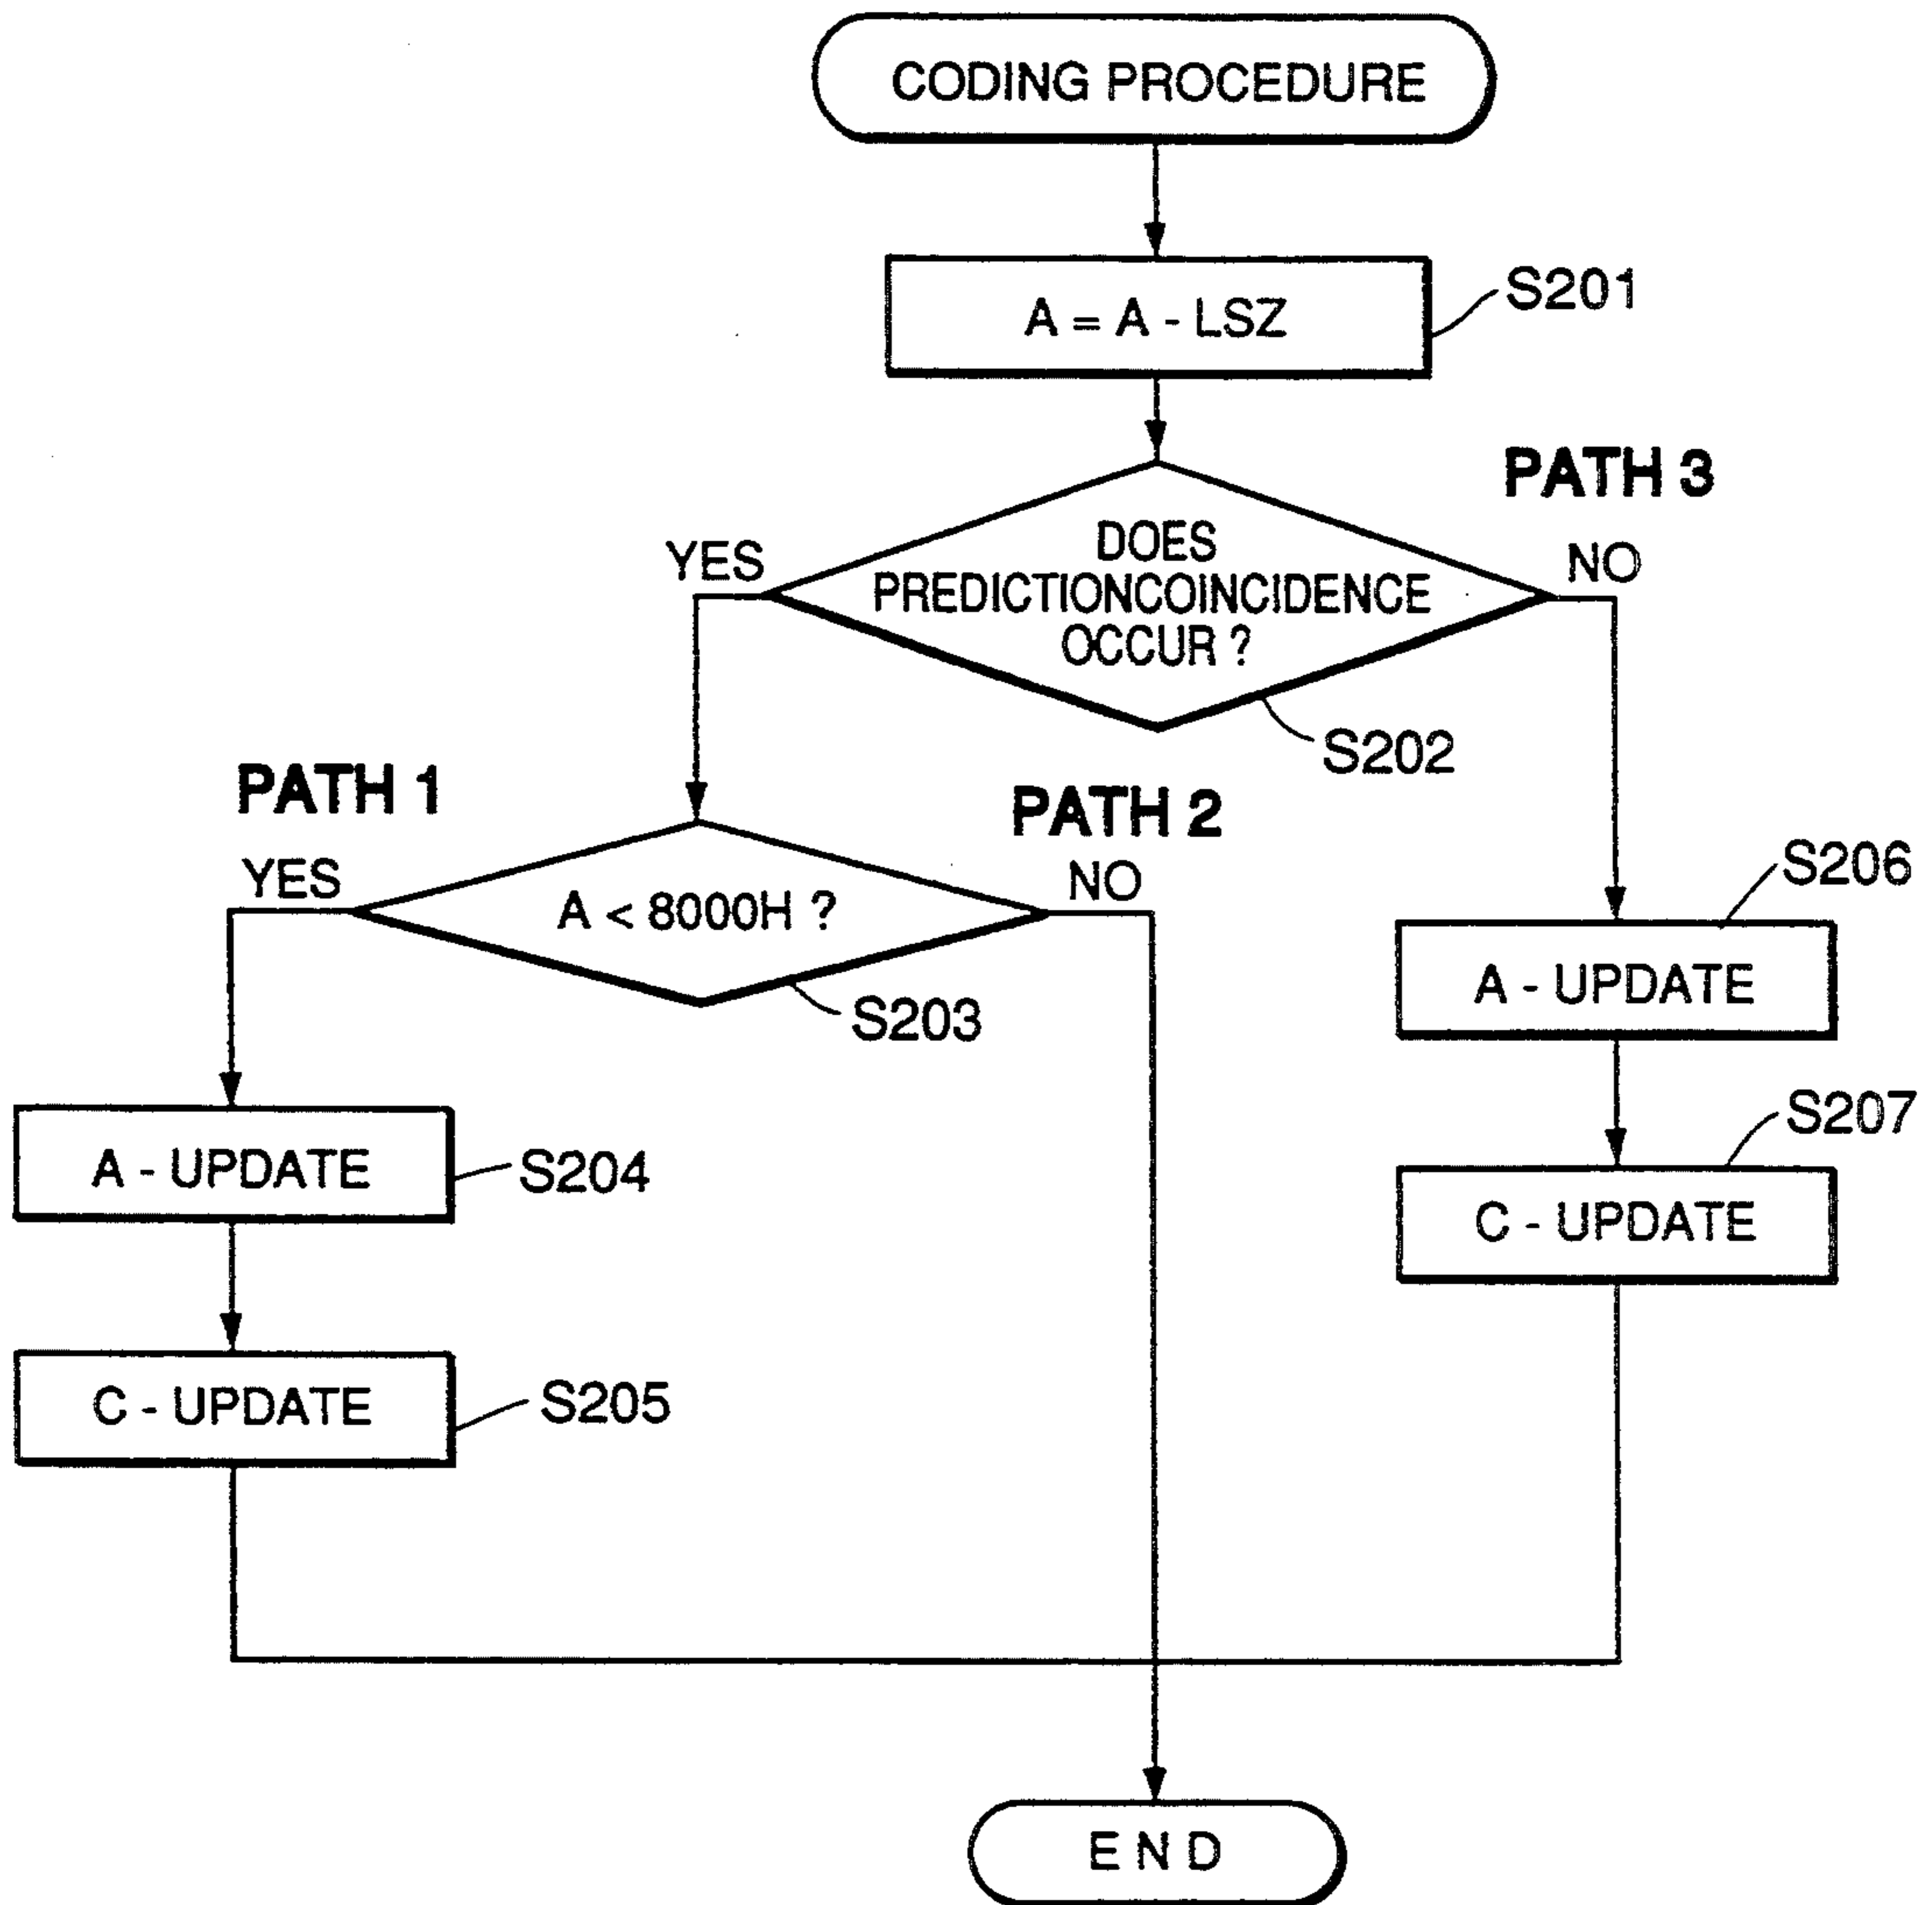 CODING PROCEDURE
A = A - LSZ
S201
PATH 3
YES
DOES
PREDICTIONCOINCIDENCE
OCCUR ?
NO
S202
PATH 1
PATH 2
YES
A < 8000H ?
NO
S203
S206
A - UPDATE
S207
A - UPDATE
S204
C - UPDATE
C - UPDATE
S205
E N D